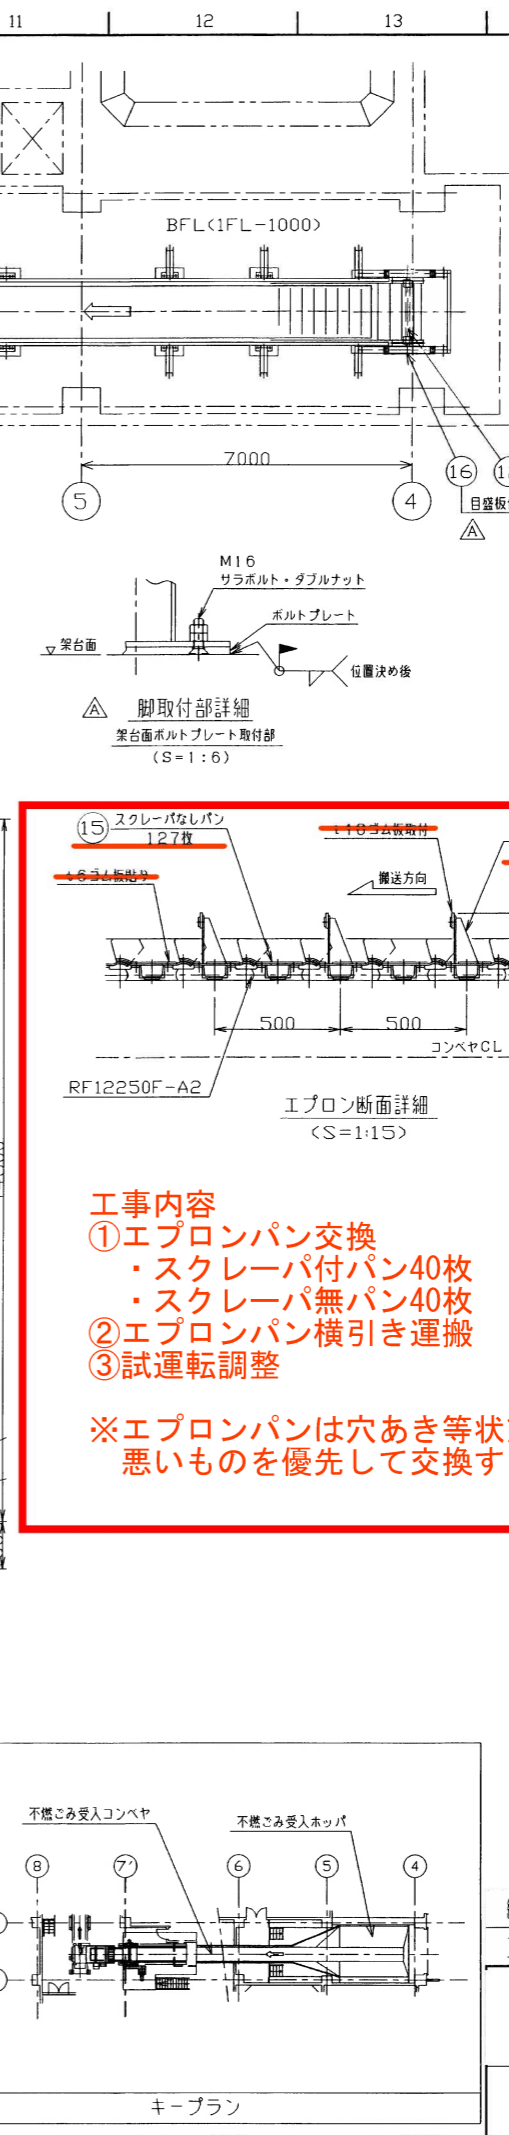 11 12 13
BFL(1FL-1000)
7000
16
5 4
目盛板
A
M16
サラボルト・ダブルナット
ボルトプレート
架台面
位置決め後
A 脚取付部詳細
架台面ボルトプレート取付部
(S=1:6)
15 スクレーパなしパン
127枚
ゴム板取付
ゴム板貼り
搬送方向
500 500
コンベヤCL
RF12250F-A2
エプロン断面詳細
(S=1:15)
工事内容
①エプロンパン交換
・スクレーパ付パン40枚
・スクレーパ無パン40枚
②エプロンパン横引き運搬
③試運転調整
※エプロンパンは穴あき等状
悪いものを優先して交換す
不燃ごみ受入コンベヤ
不燃ごみ受入ホッパ
8 7' 6 5 4
キープラン